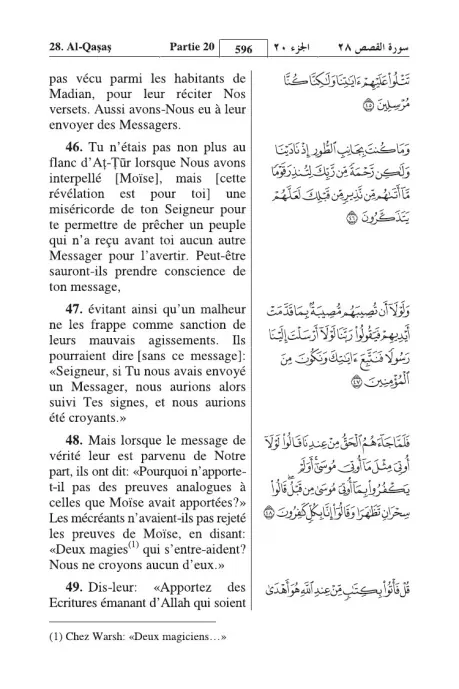 28. Al-Qaṣaṣ Partie 20 596 الجزء ٢٠ سورة القصص ٢٨
pas vécu parmi les habitants de
Madian, pour leur réciter Nos
versets. Aussi avons-Nous eu à leur
envoyer des Messagers.
46. Tu n’étais pas non plus au
flanc d’Aṭ-Ṭūr lorsque Nous avons
interpellé [Moïse], mais [cette
révélation est pour toi] une
miséricorde de ton Seigneur pour
te permettre de prêcher un peuple
qui n’a reçu avant toi aucun autre
Messager pour l’avertir. Peut-être
sauront-ils prendre conscience de
ton message,
47. évitant ainsi qu’un malheur
ne les frappe comme sanction de
leurs mauvais agissements. Ils
pourraient dire [sans ce message]:
«Seigneur, si Tu nous avais envoyé
un Messager, nous aurions alors
suivi Tes signes, et nous aurions
été croyants.»
48. Mais lorsque le message de
vérité leur est parvenu de Notre
part, ils ont dit: «Pourquoi n’apporte-
t-il pas des preuves analogues à
celles que Moïse avait apportées?»
Les mécréants n’avaient-ils pas rejeté
les preuves de Moïse, en disant:
«Deux magies(1) qui s’entre-aident?
Nous ne croyons aucun d’eux.»
49. Dis-leur: «Apportez des
Ecritures émanant d’Allah qui soient
تَتْلُوا۟ عَلَيْهِمْ ءَايَٰتِنَا وَلَٰكِنَّا كُنَّا
مُرْسِلِينَ ٤٥
وَمَا كُنتَ بِجَانِبِ ٱلطُّورِ إِذْ نَادَيْنَا
وَلَٰكِن رَّحْمَةً مِّن رَّبِّكَ لِتُنذِرَ قَوْمًا
مَّآ أَتَىٰهُم مِّن نَّذِيرٍ مِّن قَبْلِكَ لَعَلَّهُمْ
يَتَذَكَّرُونَ ٤٦
وَلَوْلَآ أَن تُصِيبَهُم مُّصِيبَةٌۢ بِمَا قَدَّمَتْ
أَيْدِيهِمْ فَيَقُولُوا۟ رَبَّنَا لَوْلَآ أَرْسَلْتَ إِلَيْنَا
رَسُولًا فَنَتَّبِعَ ءَايَٰتِكَ وَنَكُونَ مِنَ
ٱلْمُؤْمِنِينَ ٤٧
فَلَمَّا جَآءَهُمُ ٱلْحَقُّ مِنْ عِندِنَا قَالُوا۟ لَوْلَآ
أُوتِىَ مِثْلَ مَآ أُوتِىَ مُوسَىٰٓ أَوَلَمْ
يَكْفُرُوا۟ بِمَآ أُوتِىَ مُوسَىٰ مِن قَبْلُ قَالُوا۟
سِحْرَانِ تَظَٰهَرَا وَقَالُوٓا۟ إِنَّا بِكُلٍّ كَٰفِرُونَ ٤٨
قُلْ فَأْتُوا۟ بِكِتَٰبٍ مِّنْ عِندِ ٱللَّهِ هُوَ أَهْدَىٰ
(1) Chez Warsh: «Deux magiciens…»